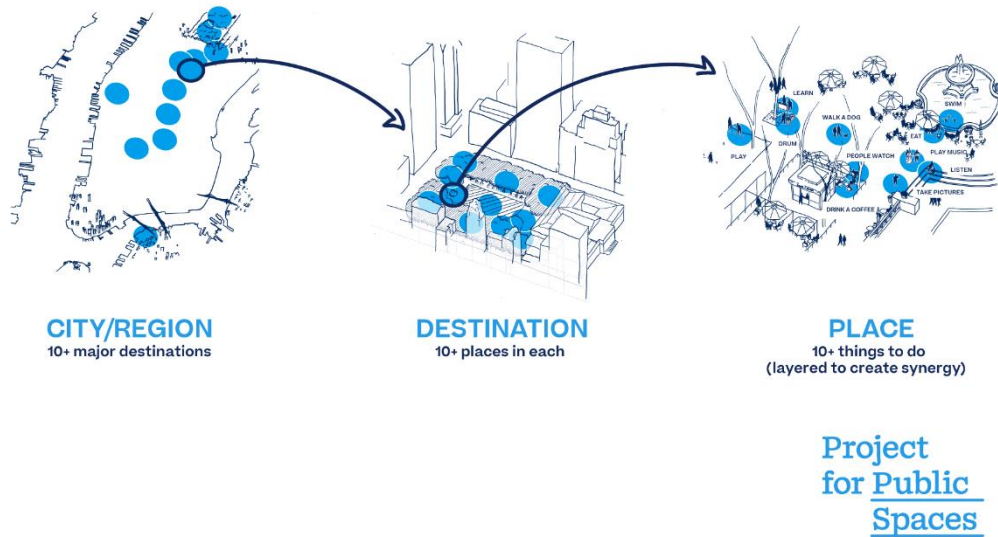 LEARN
WALK A DOG
SWIM
EAT
PLAY
DRUM
PEOPLE WATCH
PLAY MUSIC
LISTEN
TAKE PICTURES
DRINK A COFFEE
CITY/REGION
10+ major destinations
DESTINATION
10+ places in each
PLACE
10+ things to do
(layered to create synergy)
Project
for Public
Spaces